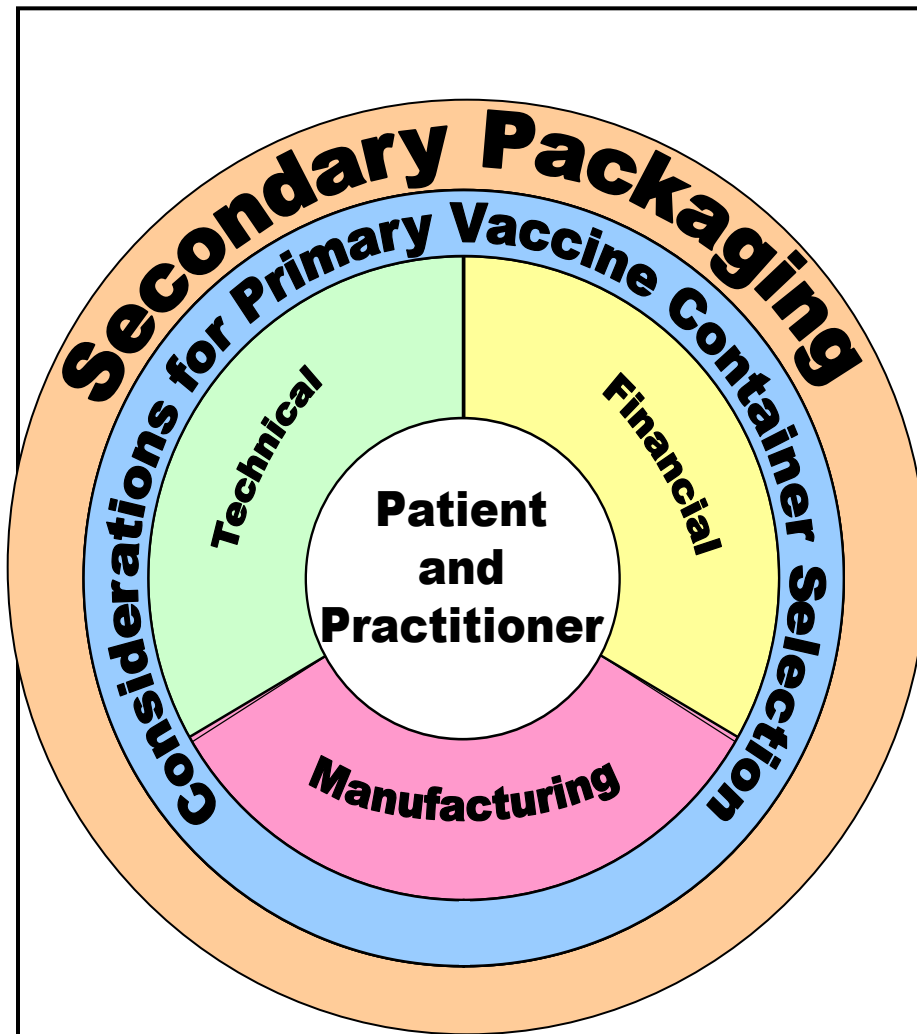 Secondary Packaging
Considerations for Primary Vaccine Container Selection
Technical
Financial
Patient
and
Practitioner
Manufacturing